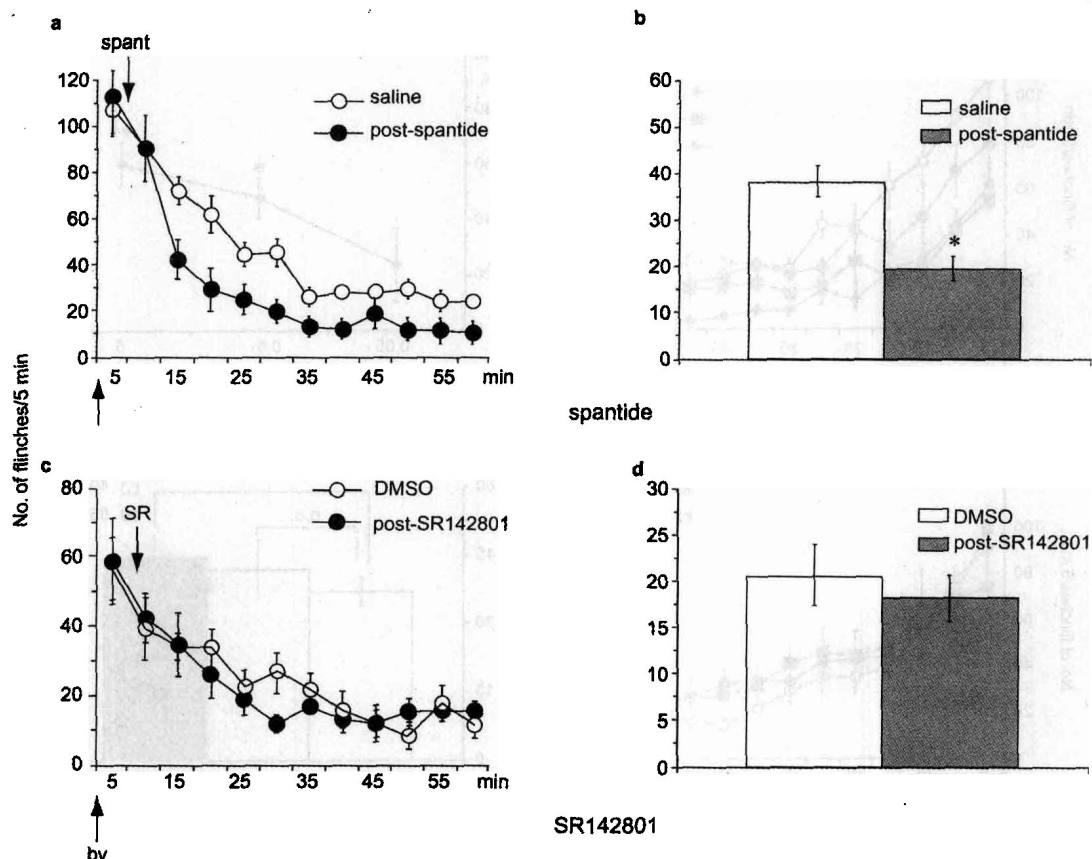 a
spant
120
100
80
60
40
20
0
saline
post-spantide
5 15 25 35 45 55 min
b
60
50
40
30
20
10
0
saline
post-spantide
*
spantide
No. of flinches/5 min
c
80
60
40
20
0
SR
DMSO
post-SR142801
5 15 25 35 45 55 min
bv
d
30
25
20
15
10
5
0
DMSO
post-SR142801
SR142801